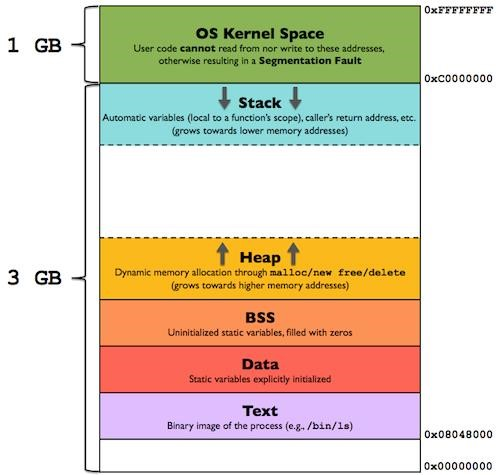 0xFFFFFFFF
1 GB
OS Kernel Space
User code cannot read from nor write to these addresses,
otherwise resulting in a Segmentation Fault
0xC0000000
Stack
Automatic variables (local to a function's scope), caller's return address, etc.
(grows towards lower memory addresses)
3 GB
Heap
Dynamic memory allocation through malloc/new free/delete
(grows towards higher memory addresses)
BSS
Uninitialized static variables, filled with zeros
Data
Static variables explicitly initialized
Text
Binary image of the process (e.g., /bin/ls)
0x08048000
0x00000000